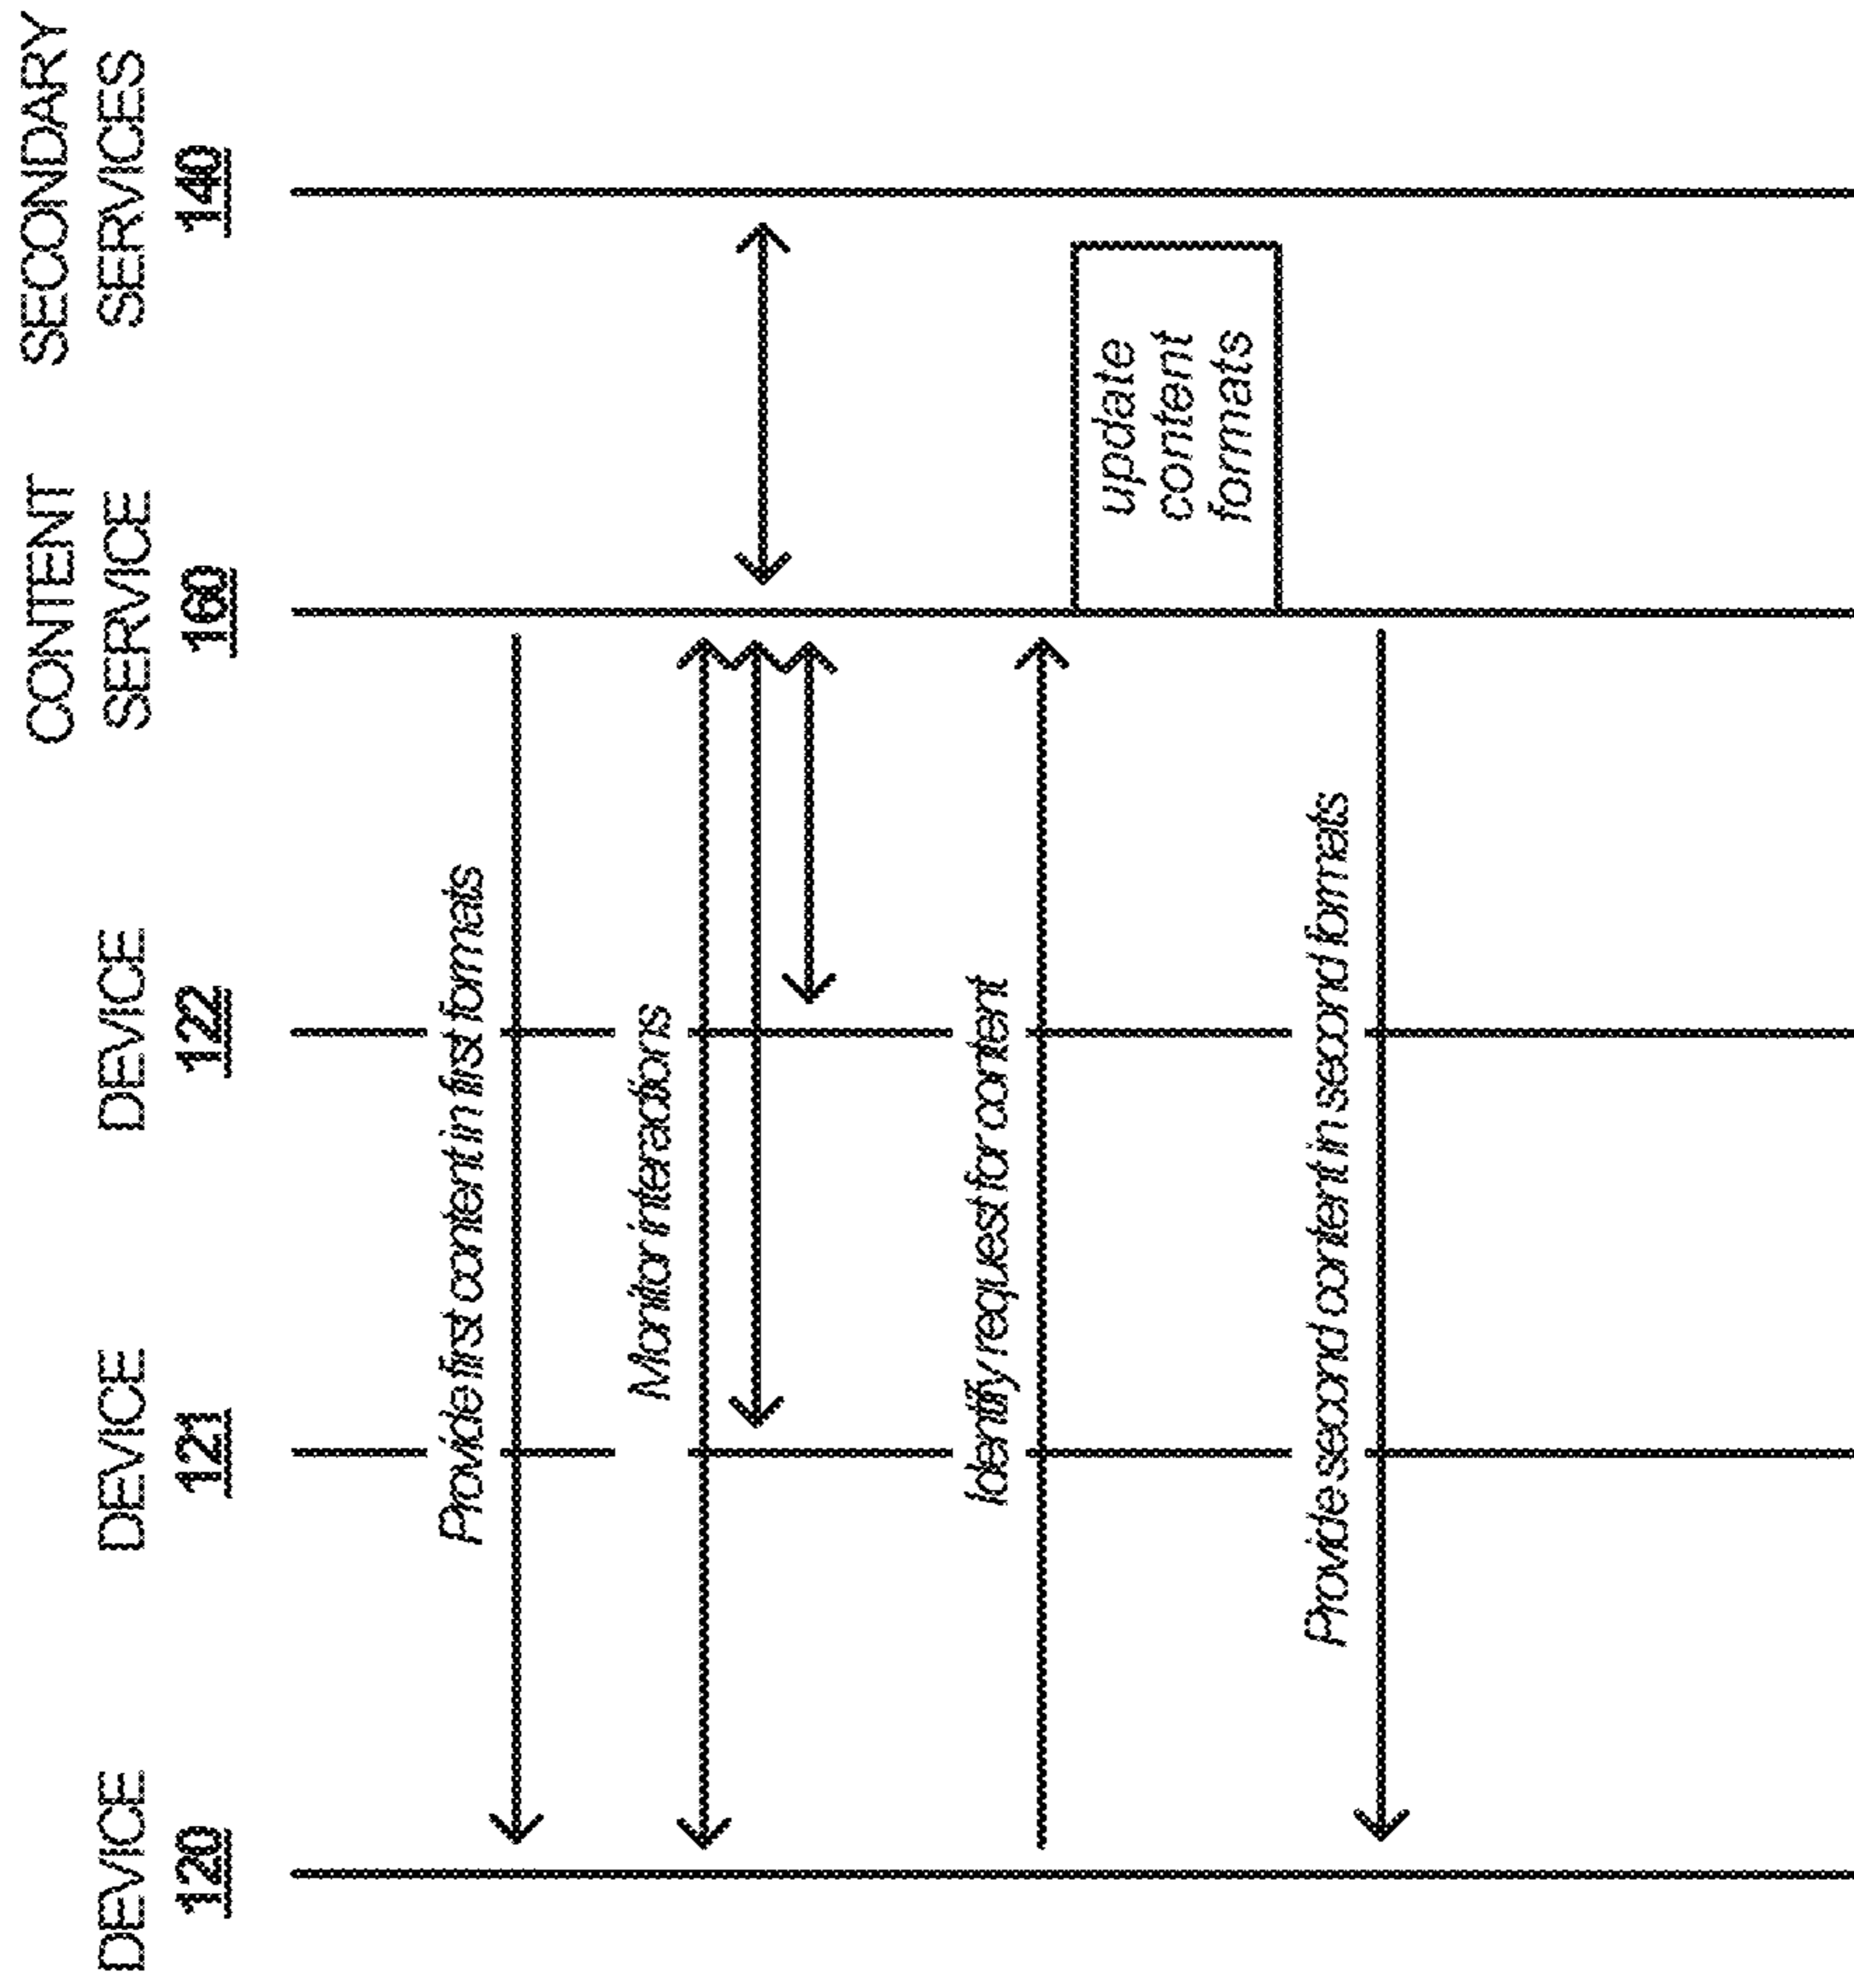 DEVICE
120
DEVICE
121
DEVICE
122
CONTENT
SERVICE
160
SECONDARY
SERVICES
140
Provide first content in first formats
Monitor interactions
Identify request for content
update
content
formats
Provide second content in second formats